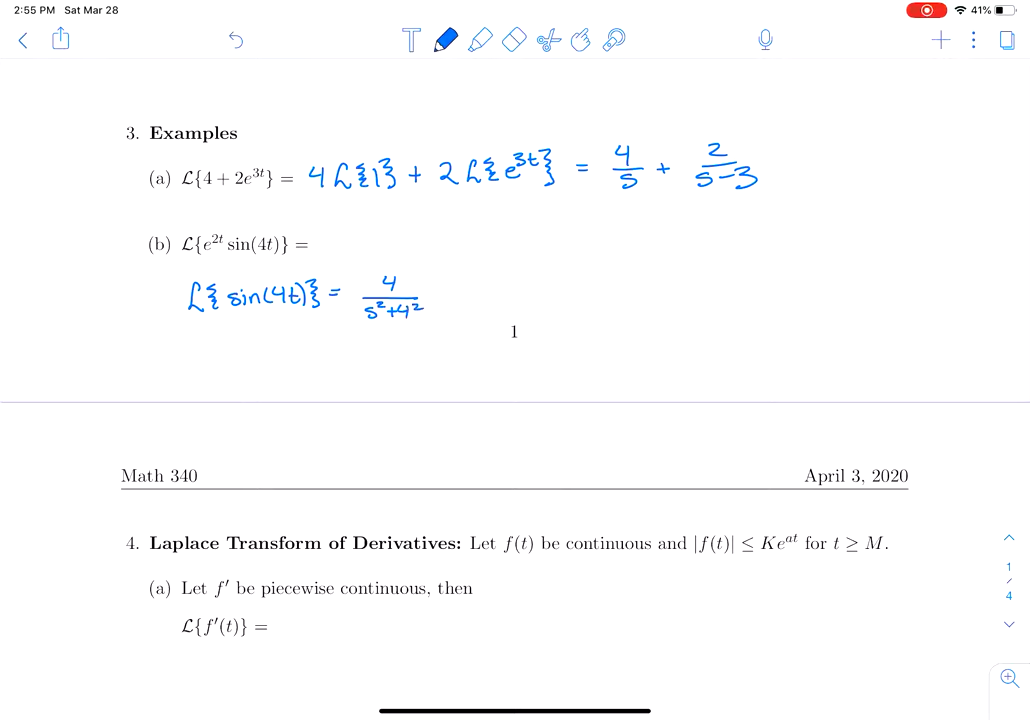 2:55 PM Sat Mar 28 41%
T
3. Examples
(a) ℒ{4 + 2e^{3t}} = 4ℒ{1} + 2ℒ{e^{3t}} = 4/s + 2/(s-3)
(b) ℒ{e^{2t} sin(4t)} =
ℒ{sin(4t)} = 4/(s²+4²)
1
Math 340 April 3, 2020
4. Laplace Transform of Derivatives: Let f(t) be continuous and |f(t)| ≤ Ke^{at} for t ≥ M.
(a) Let f′ be piecewise continuous, then
ℒ{f′(t)} =
1
/
4